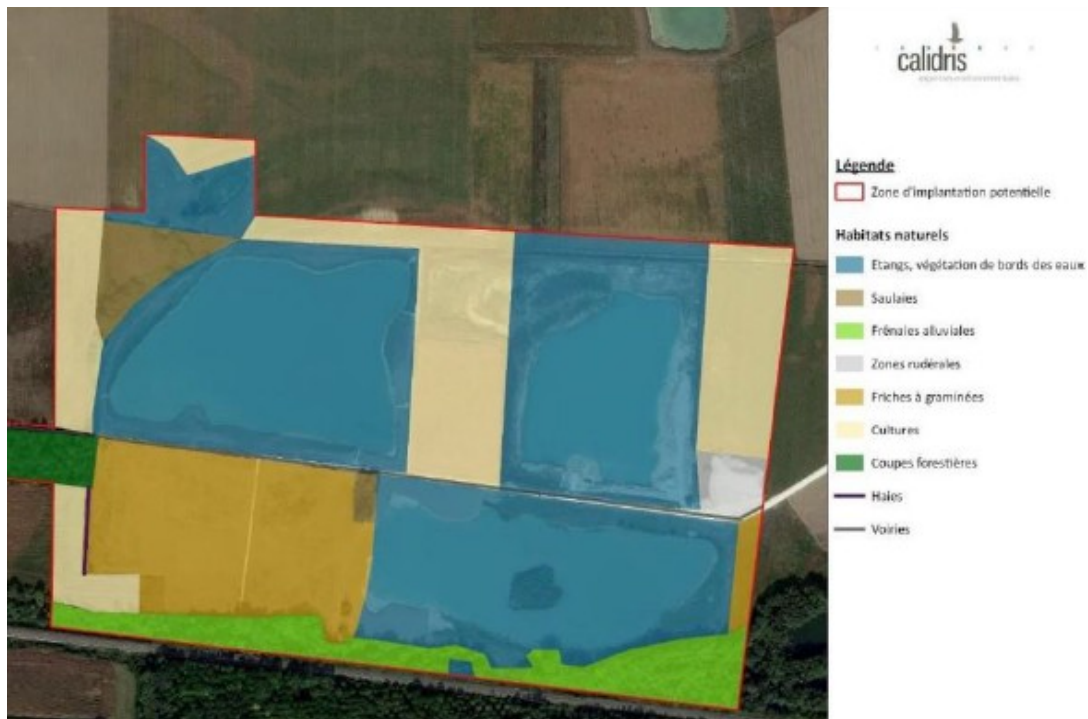 calidris
Légende
Zone d'implantation potentielle
Habitats naturels
Etangs, végétation de bords des eaux
Saulaies
Frênaies alluviales
Zones rudérales
Friches à graminées
Cultures
Coupes forestières
Haies
Voiries